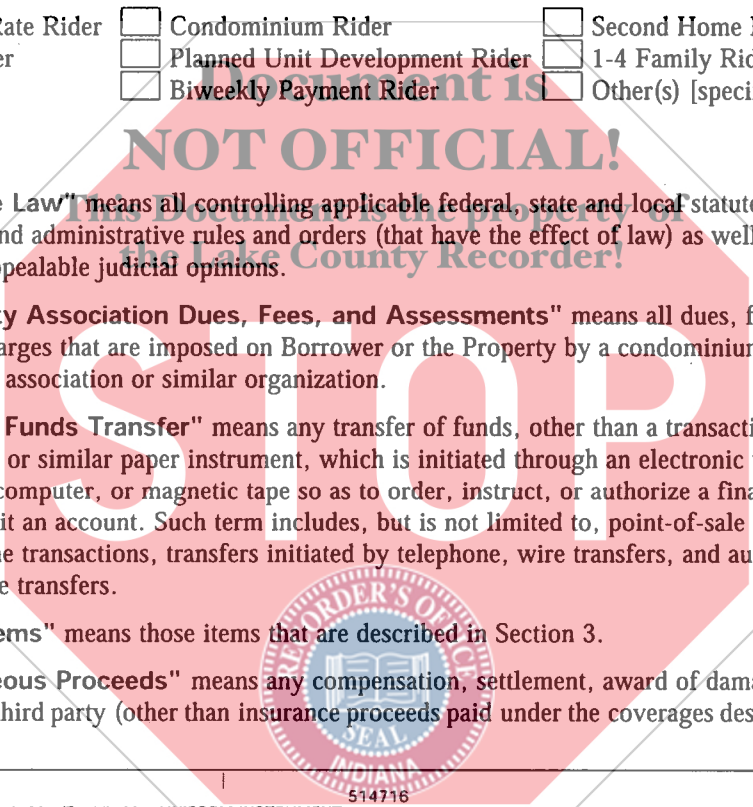 ate Rider Condominium Rider Second Home
er Planned Unit Development Rider 1-4 Family Rid
Biweekly Payment Rider Other(s) [speci
Document is
NOT OFFICIAL!
This Document is the property of
the Lake County Recorder!
e Law" means all controlling applicable federal, state and local statute
nd administrative rules and orders (that have the effect of law) as well
ppealable judicial opinions.
y Association Dues, Fees, and Assessments" means all dues, f
arges that are imposed on Borrower or the Property by a condominiun
association or similar organization.
Funds Transfer" means any transfer of funds, other than a transacti
or similar paper instrument, which is initiated through an electronic
computer, or magnetic tape so as to order, instruct, or authorize a fina
it an account. Such term includes, but is not limited to, point-of-sale
e transactions, transfers initiated by telephone, wire transfers, and au
e transfers.
STOP
ems" means those items that are described in Section 3.
eous Proceeds" means any compensation, settlement, award of dama
hird party (other than insurance proceeds paid under the coverages des
RECORDER'S OFFICE
SEAL
INDIANA
514716